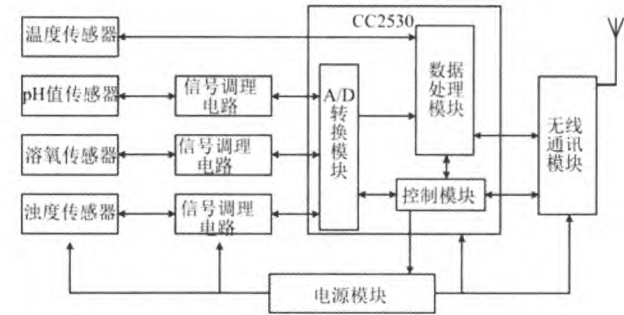 CC2530
温度传感器
数据
处理
模块
pH值传感器
信号调理
电路
A/D
转换模块
溶氧传感器
信号调理
电路
无线
通讯
模块
控制模块
浊度传感器
信号调理
电路
电源模块